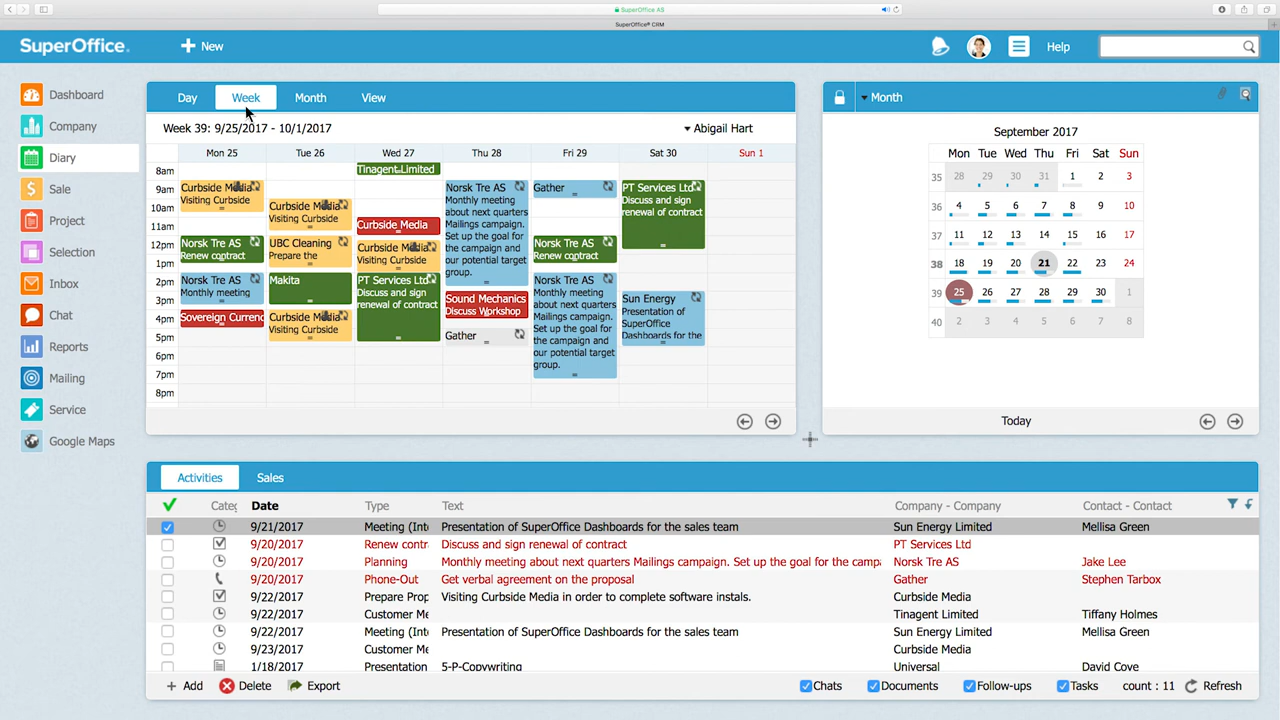 SuperOffice AS
SuperOffice® CRM
SuperOffice. New Help
Dashboard
Company
Diary
Sale
Project
Selection
Inbox
Chat
Reports
Mailing
Service
Google Maps
Day Week Month View
Week 39: 9/25/2017 - 10/1/2017 Abigail Hart
Mon 25 Tue 26 Wed 27 Thu 28 Fri 29 Sat 30 Sun 1
8am
9am
10am
11am
12pm
1pm
2pm
3pm
4pm
5pm
6pm
7pm
8pm
Curbside Media
Visiting Curbside
Norsk Tre AS
Renew contract
Norsk Tre AS
Monthly meeting
Sovereign Currenc
Curbside Media
Visiting Curbside
UBC Cleaning
Prepare the
Makita
Curbside Media
Visiting Curbside
Tinagent Limited
Curbside Media
Curbside Media
Visiting Curbside
PT Services Ltd
Discuss and sign
renewal of contract
Norsk Tre AS
Monthly meeting
about next quarters
Mailings campaign.
Set up the goal for
the campaign and
our potential target
group.
Sound Mechanics
Discuss Workshop
Gather
Gather
Norsk Tre AS
Renew contract
Norsk Tre AS
Monthly meeting
about next quarters
Mailings campaign.
Set up the goal for
the campaign and
our potential target
group.
PT Services Ltd
Discuss and sign
renewal of contract
Sun Energy
Presentation of
SuperOffice
Dashboards for the
Month
September 2017
Mon Tue Wed Thu Fri Sat Sun
35 28 29 30 31 1 2 3
36 4 5 6 7 8 9 10
37 11 12 13 14 15 16 17
38 18 19 20 21 22 23 24
39 25 26 27 28 29 30 1
40 2 3 4 5 6 7 8
Today
Activities Sales
Categ Date Type Text Company - Company Contact - Contact
9/21/2017 Meeting (Int Presentation of SuperOffice Dashboards for the sales team Sun Energy Limited Mellisa Green
9/20/2017 Renew contr Discuss and sign renewal of contract PT Services Ltd
9/20/2017 Planning Monthly meeting about next quarters Mailings campaign. Set up the goal for the campa Norsk Tre AS Jake Lee
9/20/2017 Phone-Out Get verbal agreement on the proposal Gather Stephen Tarbox
9/22/2017 Prepare Prop Visiting Curbside Media in order to complete software instals. Curbside Media
9/22/2017 Customer Me Tinagent Limited Tiffany Holmes
9/22/2017 Meeting (Int Presentation of SuperOffice Dashboards for the sales team Sun Energy Limited Mellisa Green
9/23/2017 Customer Me Curbside Media
1/18/2017 Presentation 5-P-Copywriting Universal David Cove
Add Delete Export Chats Documents Follow-ups Tasks count : 11 Refresh